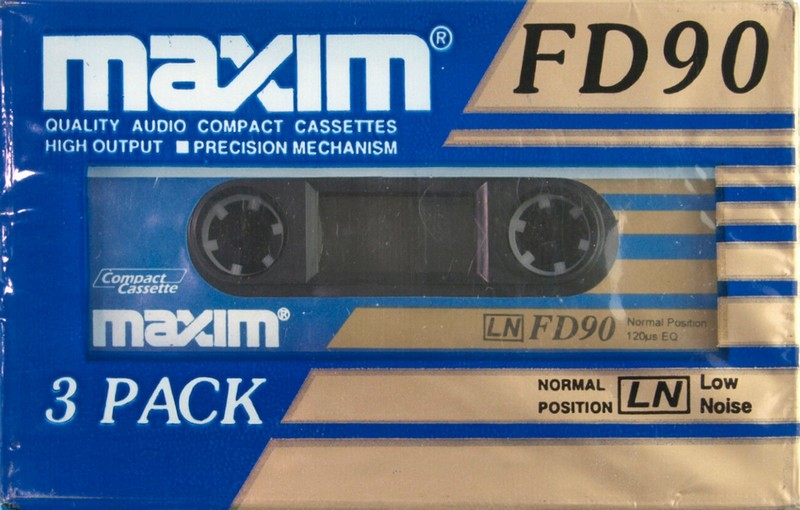 maxim®
FD90
QUALITY AUDIO COMPACT CASSETTES
HIGH OUTPUT ■ PRECISION MECHANISM
Compact
Cassette
maxim®
LN FD90
Normal Position
120µs EQ
3 PACK
NORMAL
POSITION
LN
Low
Noise